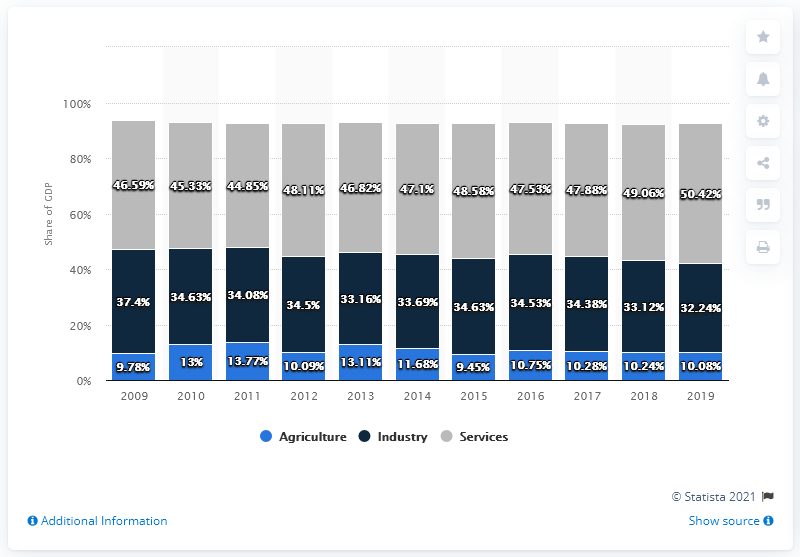 Share of GDP
100%
80%
60%
40%
20%
0%
46.59% 45.33% 44.85% 48.11% 46.82% 47.1% 48.58% 47.53% 47.88% 49.06% 50.42%
37.4% 34.63% 34.08% 34.5% 33.16% 33.69% 34.63% 34.53% 34.38% 33.12% 32.24%
9.78% 13% 13.77% 10.09% 13.11% 11.68% 9.45% 10.75% 10.28% 10.24% 10.08%
2009 2010 2011 2012 2013 2014 2015 2016 2017 2018 2019
Agriculture Industry Services
© Statista 2021
Additional Information Show source